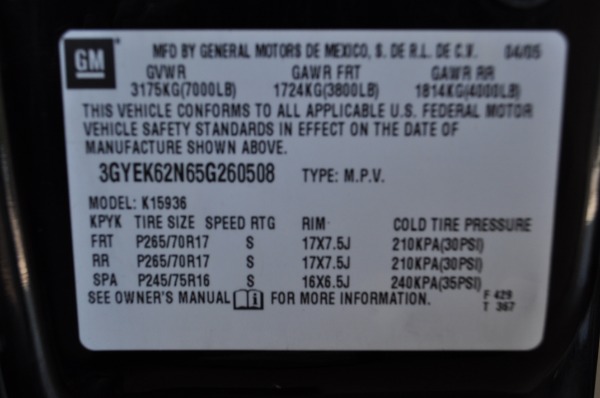 GM MFD BY GENERAL MOTORS DE MEXICO, S. DE R.L. DE C.V. 04/05
GVWR GAWR FRT GAWR RR
3175KG(7000LB) 1724KG(3800LB) 1814KG(4000LB)
THIS VEHICLE CONFORMS TO ALL APPLICABLE U.S. FEDERAL MOTOR
VEHICLE SAFETY STANDARDS IN EFFECT ON THE DATE OF
MANUFACTURE SHOWN ABOVE.
3GYEK62N65G260508 TYPE: M.P.V.
MODEL: K15936
KPYK TIRE SIZE SPEED RTG RIM COLD TIRE PRESSURE
FRT P265/70R17 S 17X7.5J 210KPA(30PSI)
RR P265/70R17 S 17X7.5J 210KPA(30PSI)
SPA P245/75R16 S 16X6.5J 240KPA(35PSI)
SEE OWNER'S MANUAL FOR MORE INFORMATION. F 429
T 367